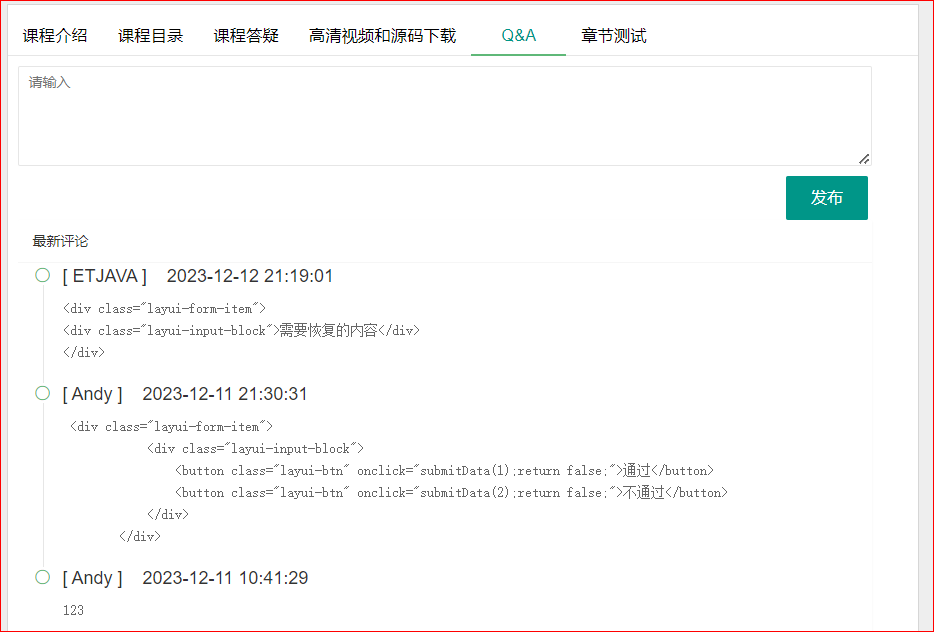 课程介绍 课程目录 课程答疑 高清视频和源码下载 Q&A 章节测试
请输入
发布
最新评论
[ ETJAVA ] 2023-12-12 21:19:01
<div class="layui-form-item">
<div class="layui-input-block">需要恢复的内容</div>
</div>
[ Andy ] 2023-12-11 21:30:31
<div class="layui-form-item">
<div class="layui-input-block">
<button class="layui-btn" onclick="submitData(1);return false;">通过</button>
<button class="layui-btn" onclick="submitData(2);return false;">不通过</button>
</div>
</div>
[ Andy ] 2023-12-11 10:41:29
123